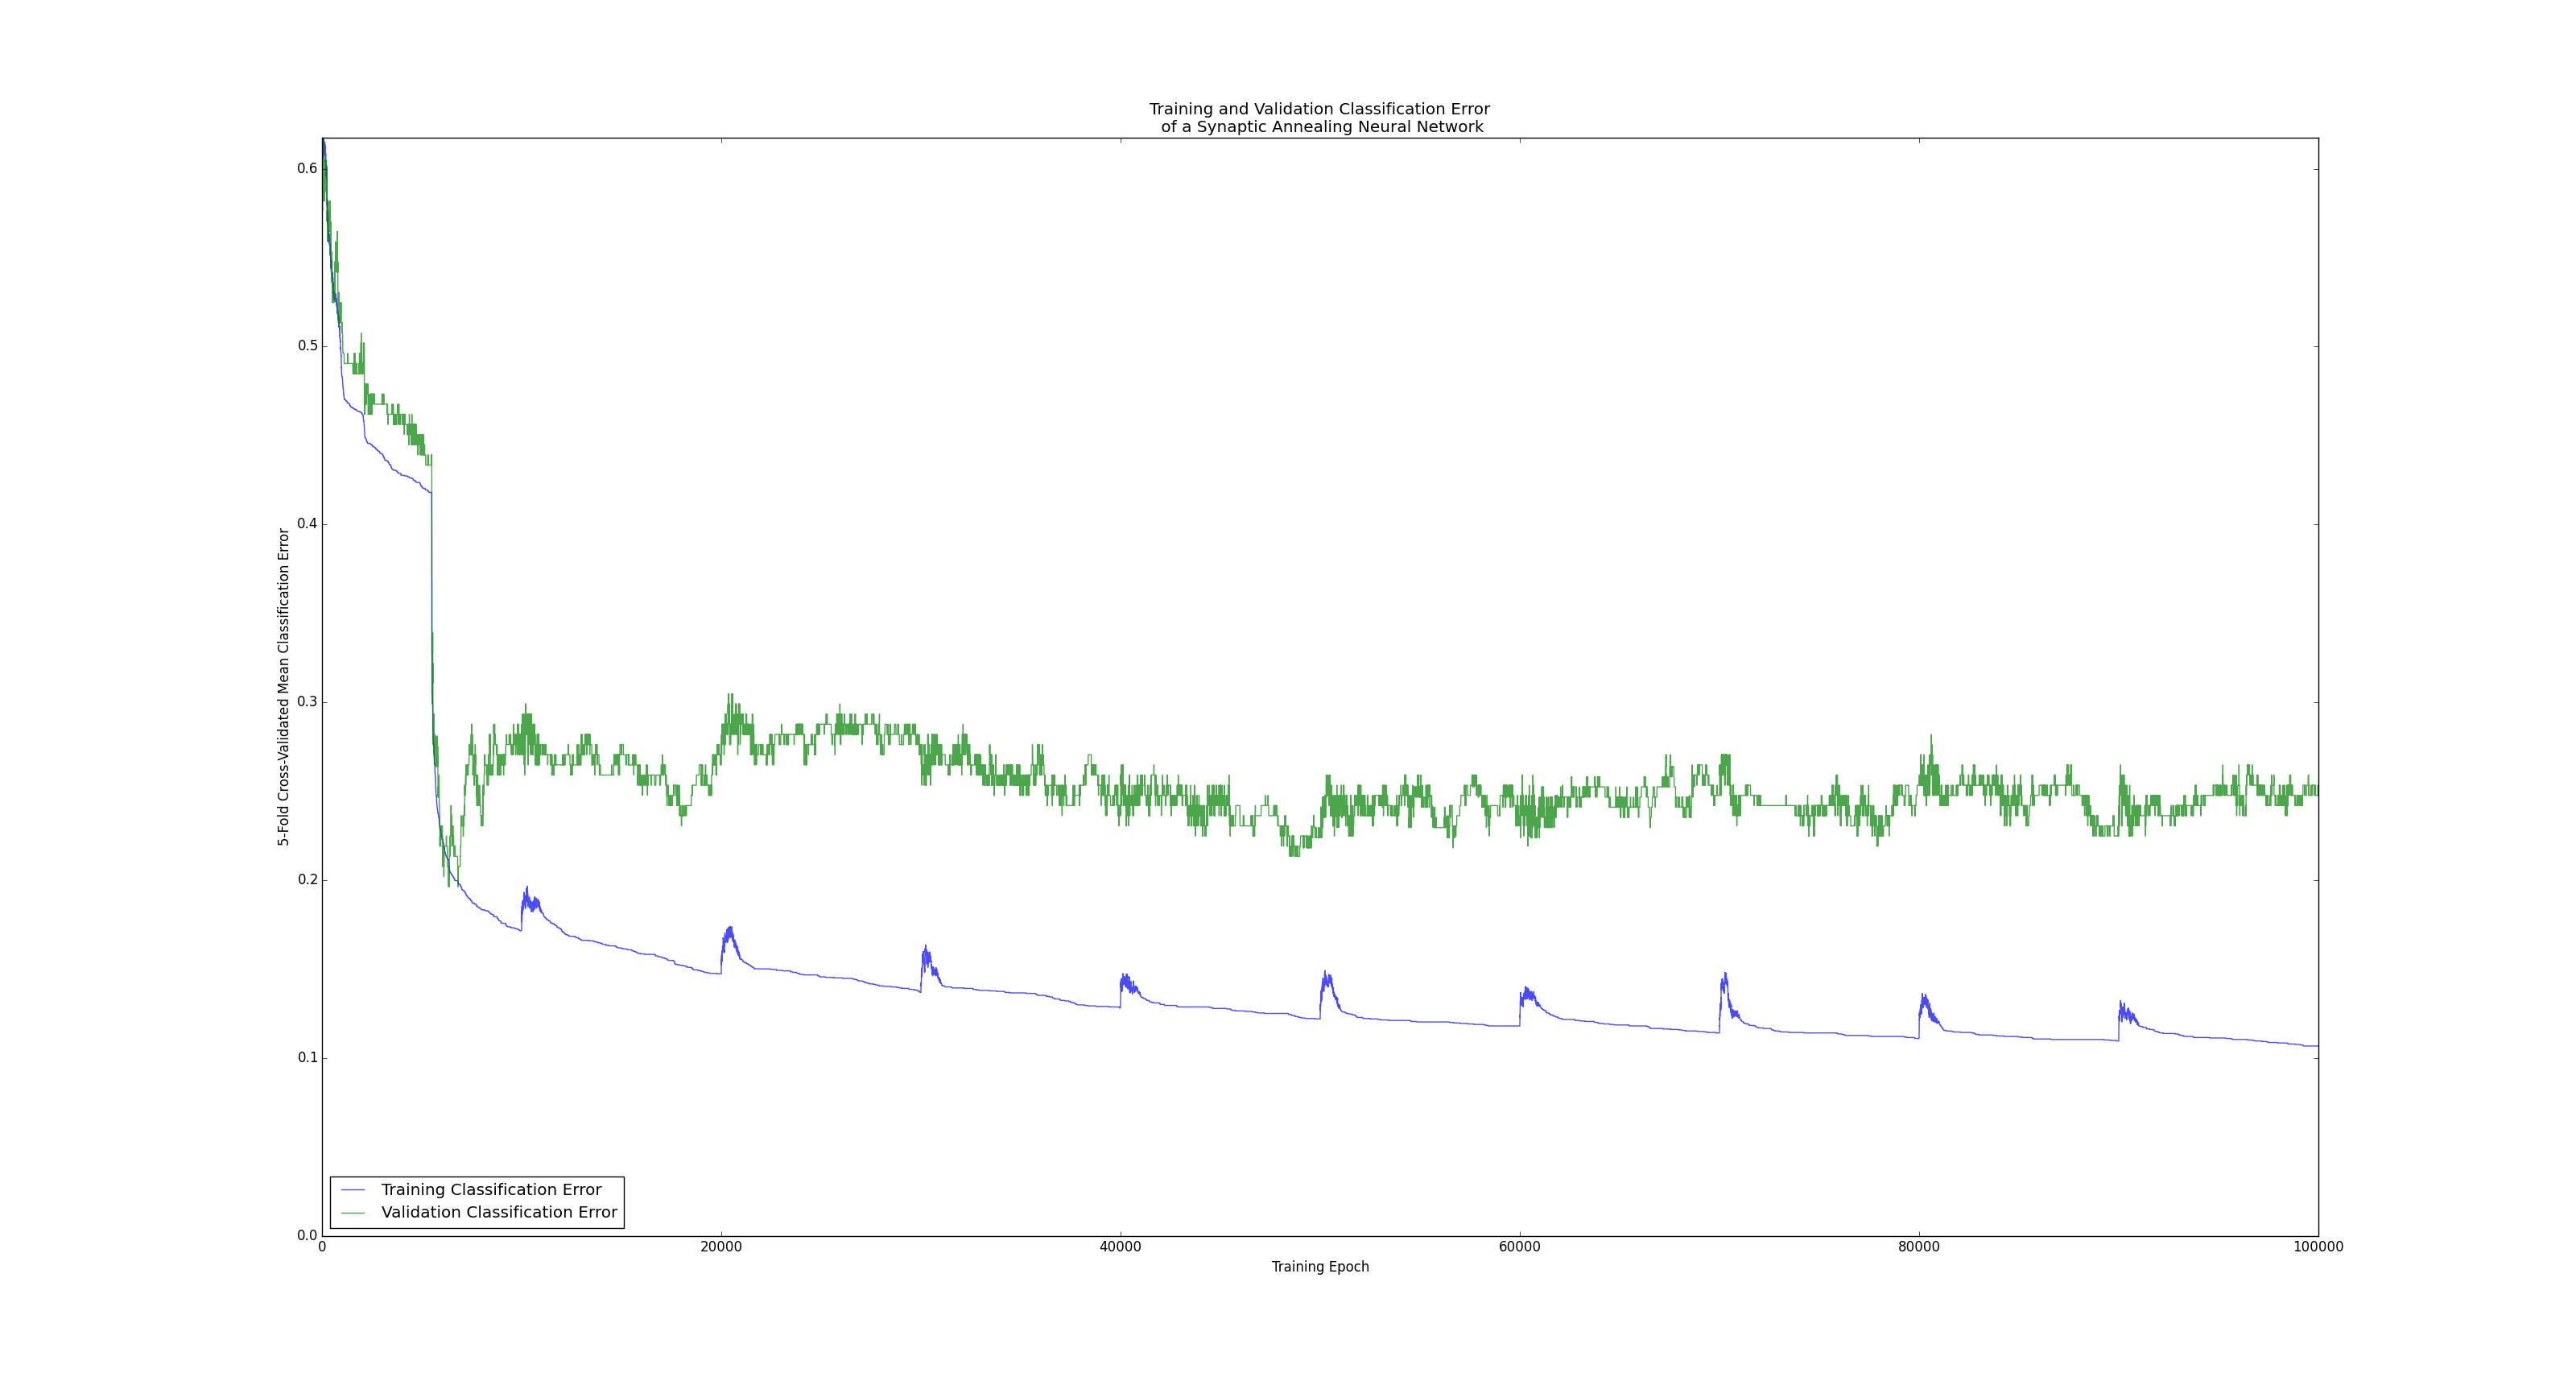 Training and Validation Classification Error
of a Synaptic Annealing Neural Network
5-Fold Cross-Validated Mean Classification Error
0.6
0.5
0.4
0.3
0.2
0.1
0.0
Training Classification Error
Validation Classification Error
0
20000
40000
60000
80000
100000
Training Epoch